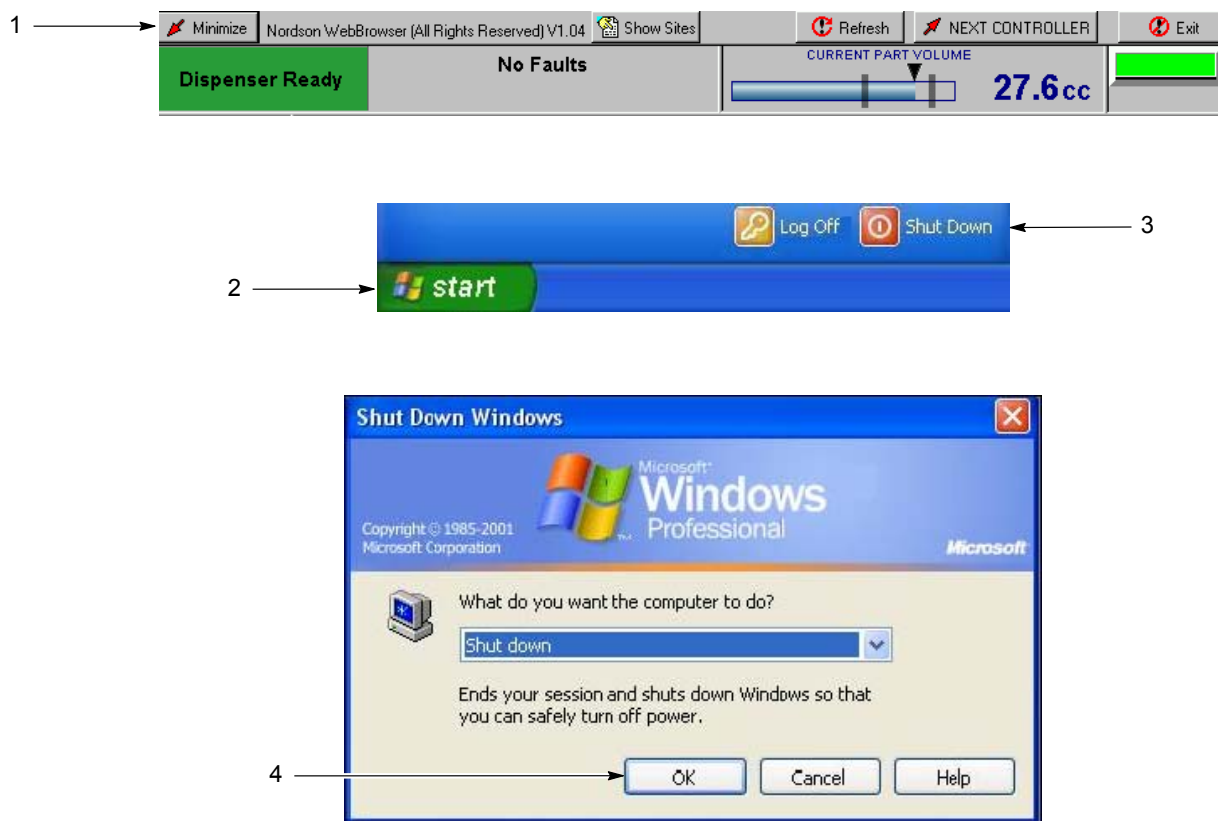 1
Minimize Nordson WebBrowser (All Rights Reserved) V1.04 Show Sites Refresh NEXT CONTROLLER Exit
Dispenser Ready No Faults CURRENT PART VOLUME
27.6 cc
Log Off Shut Down 3
2 start
Shut Down Windows
Microsoft
Windows
Professional
Copyright © 1985-2001
Microsoft Corporation
Microsoft
What do you want the computer to do?
Shut down
Ends your session and shuts down Windows so that
you can safely turn off power.
4 OK Cancel Help